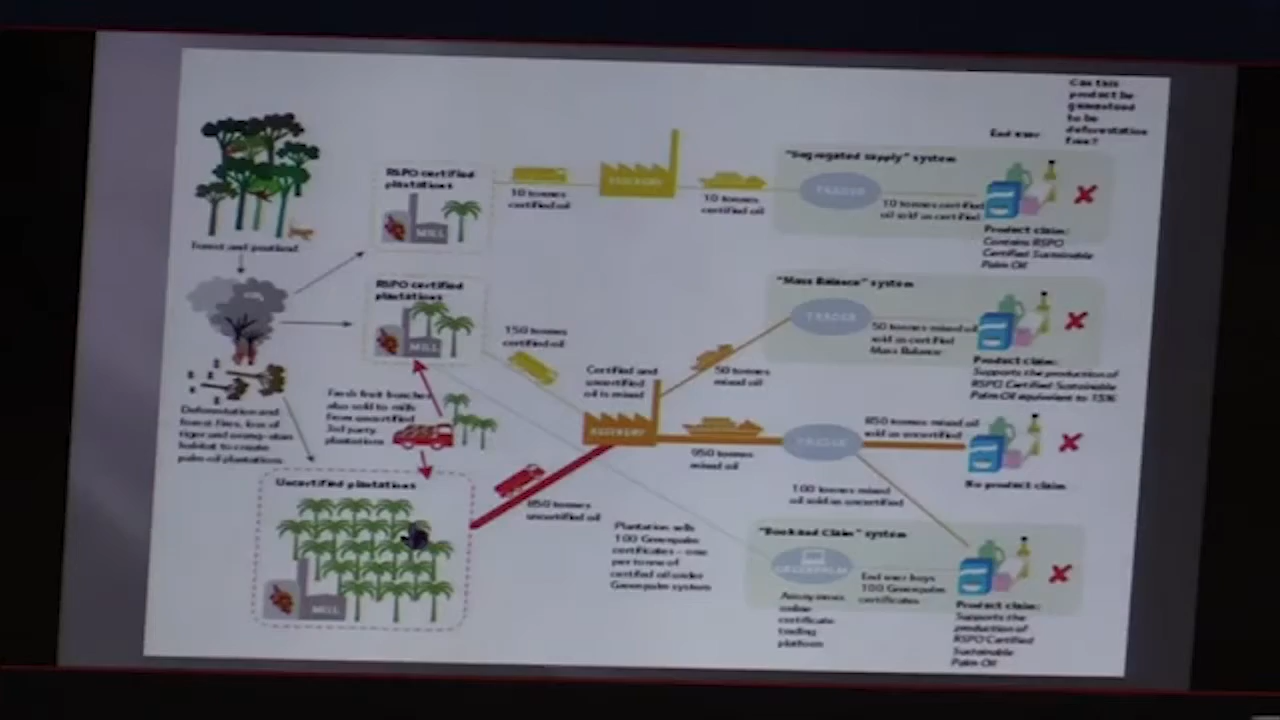 Can this
product be
guaranteed
to be
deforestation
free?
End user
"Segregated supply" system
RSPO certified
plantations
MILL
10 tonnes
certified oil
REFINERY
10 tonnes
certified oil
TRADER
10 tonnes certified
oil sold as certified
Product claim:
Contains RSPO
Certified Sustainable
Palm Oil
Forest and peatland
"Mass Balance" system
RSPO certified
plantations
MILL
150 tonnes
certified oil
TRADER
50 tonnes mixed oil
sold as certified
Mass Balance
Product claim:
Supports the production of
RSPO Certified Sustainable
Palm Oil equivalent to 15%
Certified and
uncertified
oil is mixed
50 tonnes
mixed oil
Deforestation and
forest fires, loss of
tiger and orang-utan
habitat to create
palm oil plantations
Fresh fruit bunches
also sold to mills
from uncertified
3rd party
plantations
REFINERY
950 tonnes
mixed oil
TRADER
850 tonnes mixed oil
sold as uncertified
No product claim
100 tonnes mixed
oil sold as uncertified
Uncertified plantations
MILL
850 tonnes
uncertified oil
Plantation sells
100 Greenpalm
certificates - one
per tonne of
certified oil under
Greenpalm system
"Book and Claim" system
GREENPALM
Anonymous
online
certificate
trading
platform
End user buys
100 Greenpalm
certificates
Product claim:
Supports the
production of
RSPO Certified
Sustainable
Palm Oil